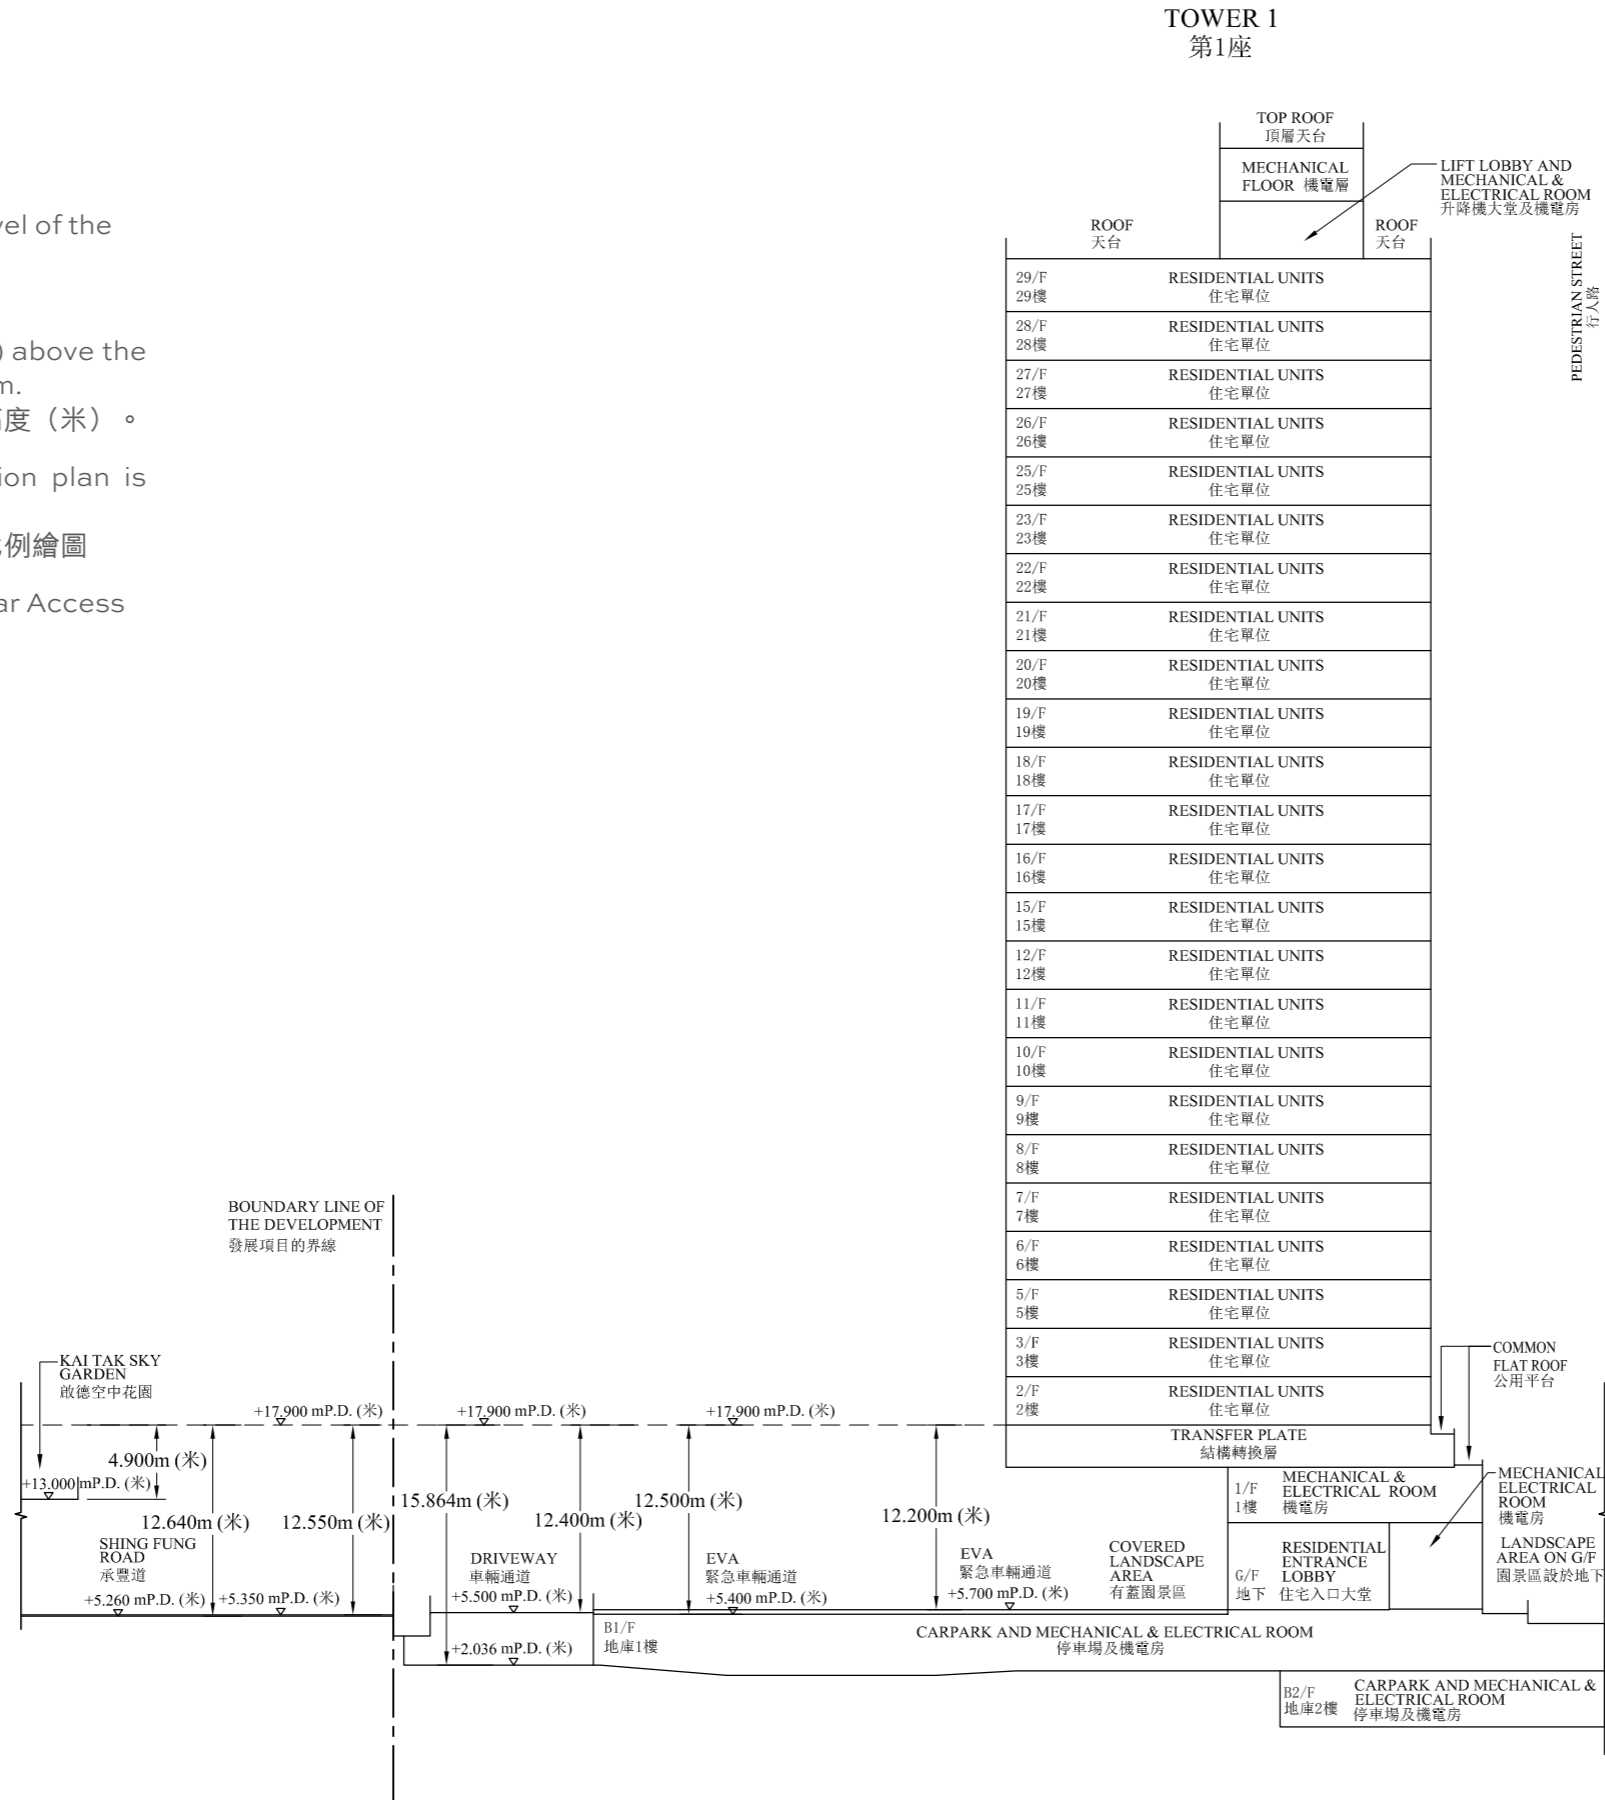 TOWER 1
第1座
TOP ROOF
頂層天台
MECHANICAL
FLOOR 機電層
LIFT LOBBY AND
MECHANICAL &
ELECTRICAL ROOM
升降機大堂及機電房
ROOF
天台
ROOF
天台
PEDESTRIAN STREET
行人路
vel of the
) above the
m.
高度（米）。
ion plan is
比例繪圖
ar Access
29/F RESIDENTIAL UNITS
29樓 住宅單位
28/F RESIDENTIAL UNITS
28樓 住宅單位
27/F RESIDENTIAL UNITS
27樓 住宅單位
26/F RESIDENTIAL UNITS
26樓 住宅單位
25/F RESIDENTIAL UNITS
25樓 住宅單位
23/F RESIDENTIAL UNITS
23樓 住宅單位
22/F RESIDENTIAL UNITS
22樓 住宅單位
21/F RESIDENTIAL UNITS
21樓 住宅單位
20/F RESIDENTIAL UNITS
20樓 住宅單位
19/F RESIDENTIAL UNITS
19樓 住宅單位
18/F RESIDENTIAL UNITS
18樓 住宅單位
17/F RESIDENTIAL UNITS
17樓 住宅單位
16/F RESIDENTIAL UNITS
16樓 住宅單位
15/F RESIDENTIAL UNITS
15樓 住宅單位
12/F RESIDENTIAL UNITS
12樓 住宅單位
11/F RESIDENTIAL UNITS
11樓 住宅單位
10/F RESIDENTIAL UNITS
10樓 住宅單位
9/F RESIDENTIAL UNITS
9樓 住宅單位
8/F RESIDENTIAL UNITS
8樓 住宅單位
7/F RESIDENTIAL UNITS
7樓 住宅單位
6/F RESIDENTIAL UNITS
6樓 住宅單位
5/F RESIDENTIAL UNITS
5樓 住宅單位
3/F RESIDENTIAL UNITS
3樓 住宅單位
2/F RESIDENTIAL UNITS
2樓 住宅單位
TRANSFER PLATE
結構轉換層
COMMON
FLAT ROOF
公用平台
BOUNDARY LINE OF
THE DEVELOPMENT
發展項目的界線
KAI TAK SKY
GARDEN
啟德空中花園
+17.900 mP.D. (米)
+17.900 mP.D. (米)
+17.900 mP.D. (米)
4.900m (米)
+13.000 mP.D. (米)
12.640m (米)
12.550m (米)
15.864m (米)
12.400m (米)
12.500m (米)
12.200m (米)
SHING FUNG
ROAD
承豐道
+5.260 mP.D. (米)
+5.350 mP.D. (米)
DRIVEWAY
車輛通道
+5.500 mP.D. (米)
EVA
緊急車輛通道
+5.400 mP.D. (米)
EVA
緊急車輛通道
+5.700 mP.D. (米)
COVERED
LANDSCAPE
AREA
有蓋園景區
1/F
1樓
MECHANICAL &
ELECTRICAL ROOM
機電房
G/F
地下
RESIDENTIAL
ENTRANCE
LOBBY
住宅入口大堂
MECHANICAL
ELECTRICAL
ROOM
機電房
LANDSCAPE
AREA ON G/F
園景區設於地下
B1/F
地庫1樓
+2.036 mP.D. (米)
CARPARK AND MECHANICAL & ELECTRICAL ROOM
停車場及機電房
B2/F
地庫2樓
CARPARK AND MECHANICAL &
ELECTRICAL ROOM
停車場及機電房